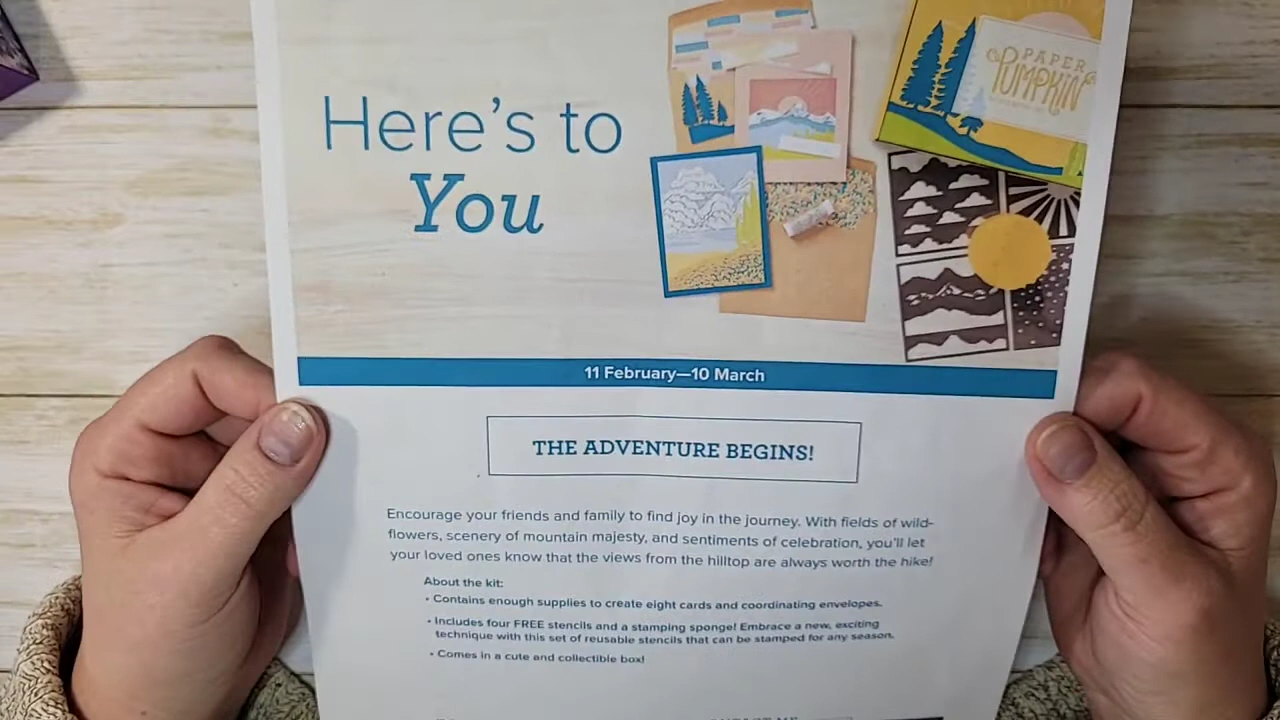 Here's to
You
PAPER
PUMPKIN
11 February—10 March
THE ADVENTURE BEGINS!
Encourage your friends and family to find joy in the journey. With fields of wild-
flowers, scenery of mountain majesty, and sentiments of celebration, you'll let
your loved ones know that the views from the hilltop are always worth the hike!
About the kit:
• Contains enough supplies to create eight cards and coordinating envelopes.
• Includes four FREE stencils and a stamping sponge! Embrace a new, exciting
technique with this set of reusable stencils that can be stamped for any season.
• Comes in a cute and collectible box!